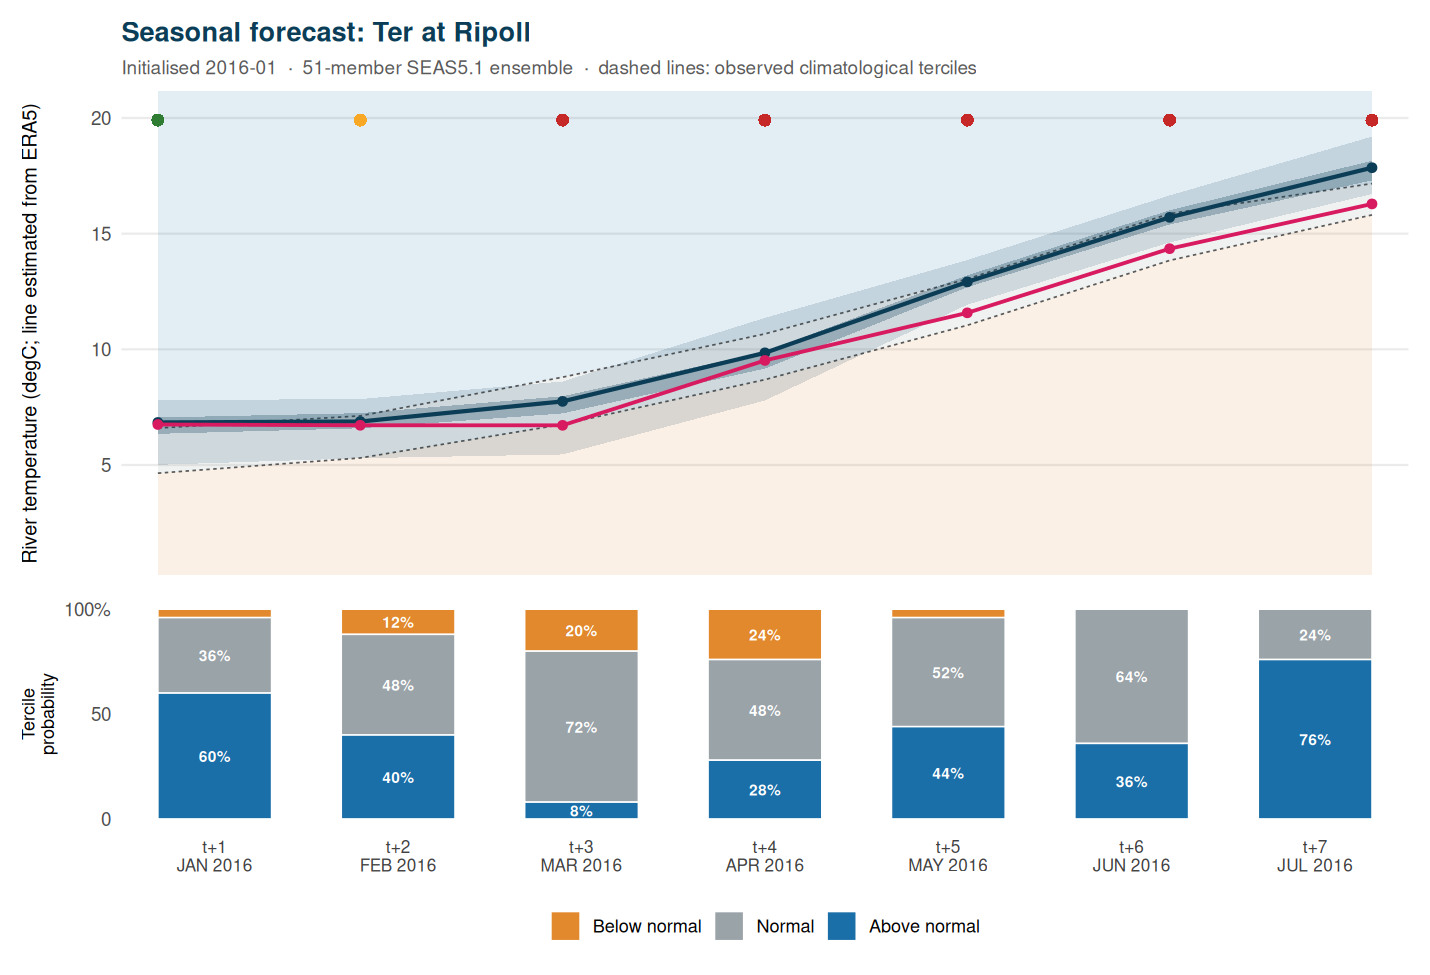 Seasonal forecast: Ter at Ripoll
Initialised 2016-01 · 51-member SEAS5.1 ensemble · dashed lines: observed climatological terciles
River temperature (degC; line estimated from ERA5)
20
15
10
5
Tercile
probability
100%
50
0
36%
60%
12%
48%
40%
20%
72%
8%
24%
48%
28%
52%
44%
64%
36%
24%
76%
t+1
JAN 2016
t+2
FEB 2016
t+3
MAR 2016
t+4
APR 2016
t+5
MAY 2016
t+6
JUN 2016
t+7
JUL 2016
Below normal
Normal
Above normal